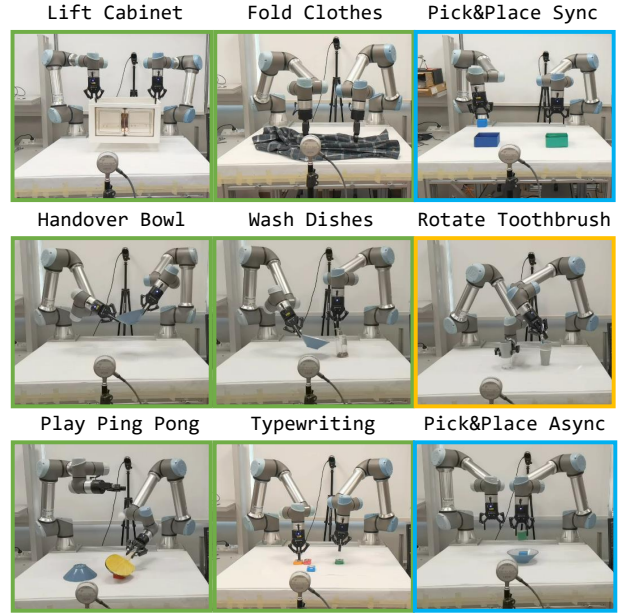 Lift Cabinet Fold Clothes Pick&Place Sync
Handover Bowl Wash Dishes Rotate Toothbrush
Play Ping Pong Typewriting Pick&Place Async